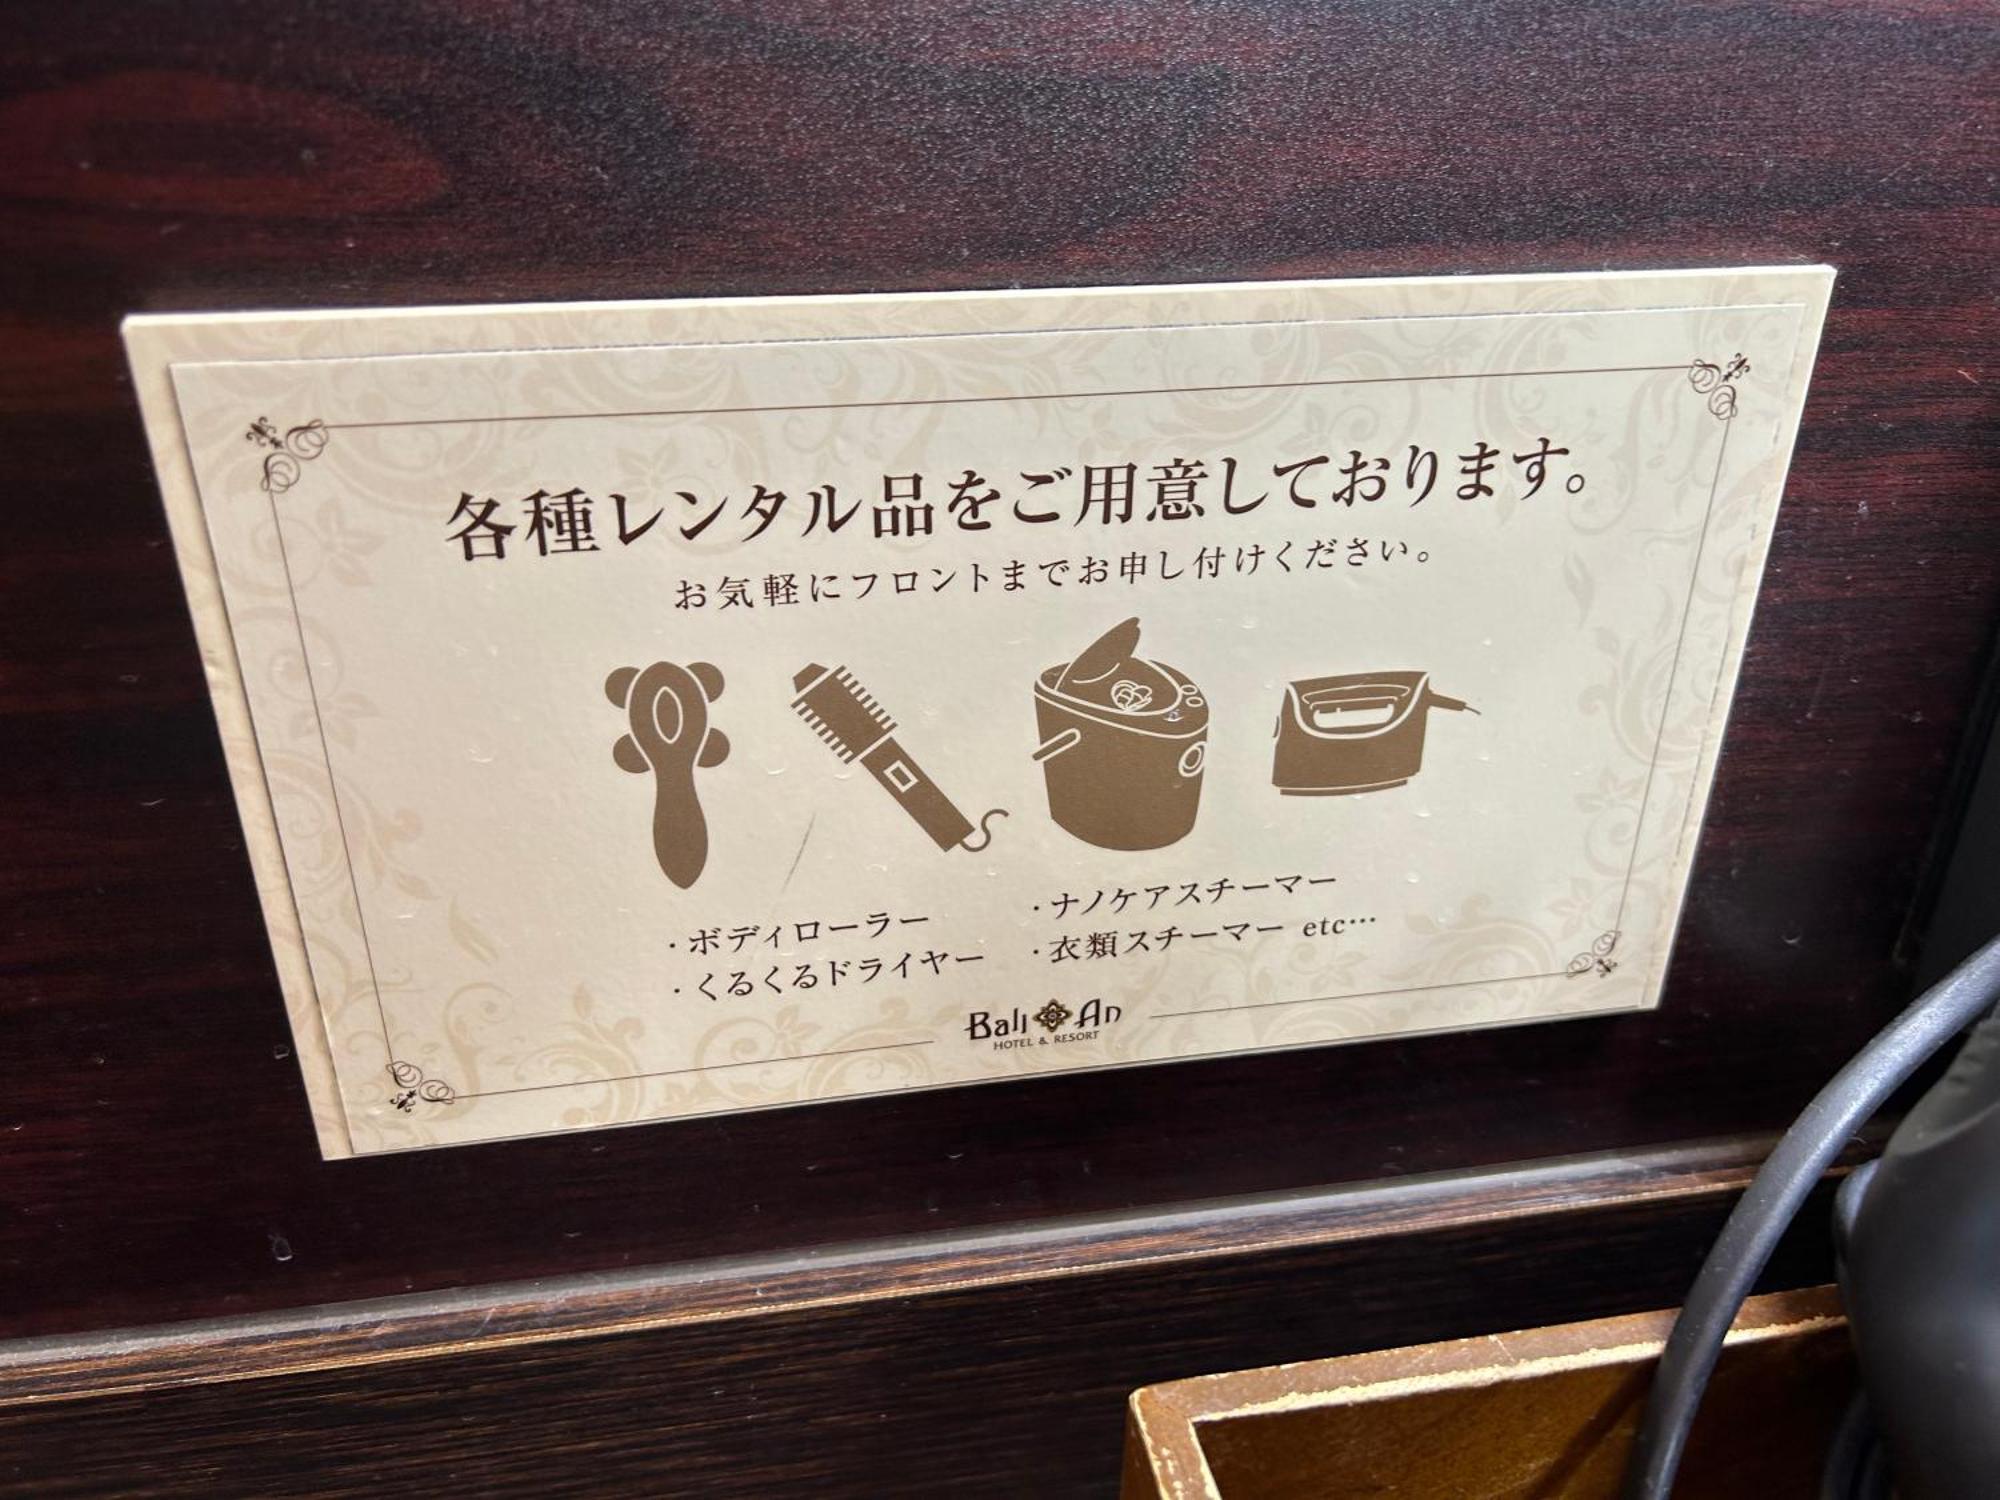 各種レンタル品をご用意しております。
お気軽にフロントまでお申し付けください。
・ボディローラー
・くるくるドライヤー
・ナノケアスチーマー
・衣類スチーマー etc…
Bali An
HOTEL & RESORT